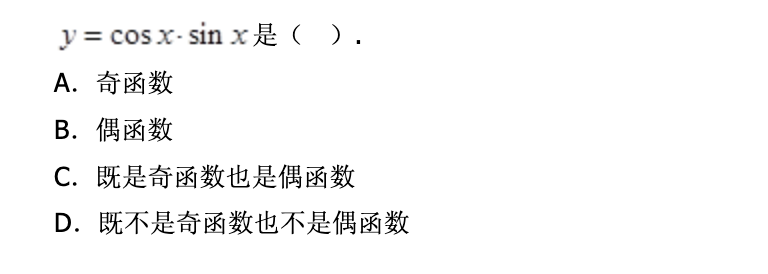 y = cos x · sin x 是（　）.
A. 奇函数
B. 偶函数
C. 既是奇函数也是偶函数
D. 既不是奇函数也不是偶函数